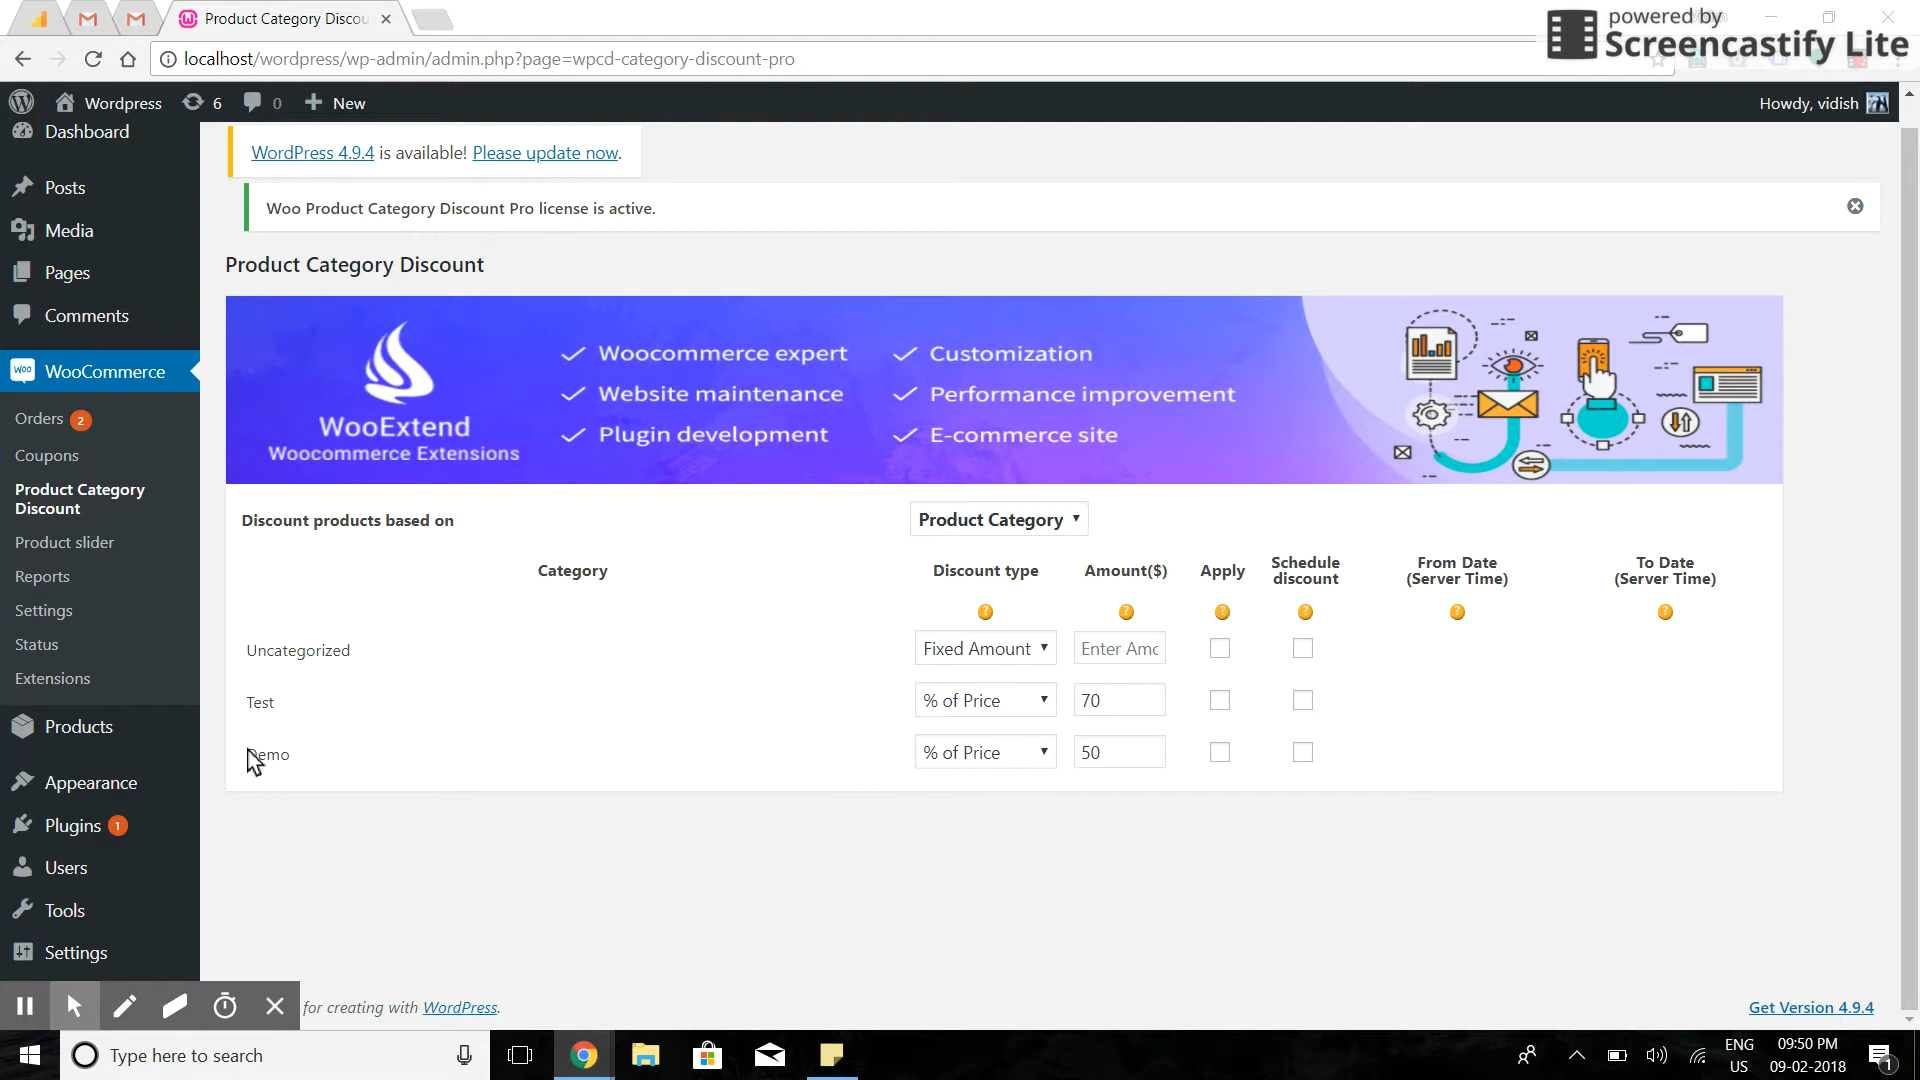 Product Category Discou
powered by
Screencastify Lite
localhost/wordpress/wp-admin/admin.php?page=wpcd-category-discount-pro
Wordpress 6 0 New
Howdy, vidish
Dashboard
Posts
Media
Pages
Comments
WooCommerce
Orders 2
Coupons
Product Category
Discount
Product slider
Reports
Settings
Status
Extensions
Products
Appearance
Plugins 1
Users
Tools
Settings
WordPress 4.9.4 is available! Please update now.
Woo Product Category Discount Pro license is active.
Product Category Discount
WooExtend
Woocommerce Extensions
Woocommerce expert
Website maintenance
Plugin development
Customization
Performance improvement
E-commerce site
Discount products based on
Product Category
Category
Discount type
Amount($)
Apply
Schedule
discount
From Date
(Server Time)
To Date
(Server Time)
? ? ? ? ? ?
Uncategorized
Fixed Amount
Enter Amo
Test
% of Price
70
Demo
% of Price
50
for creating with WordPress.
Get Version 4.9.4
Type here to search
ENG
US
09:50 PM
09-02-2018
1